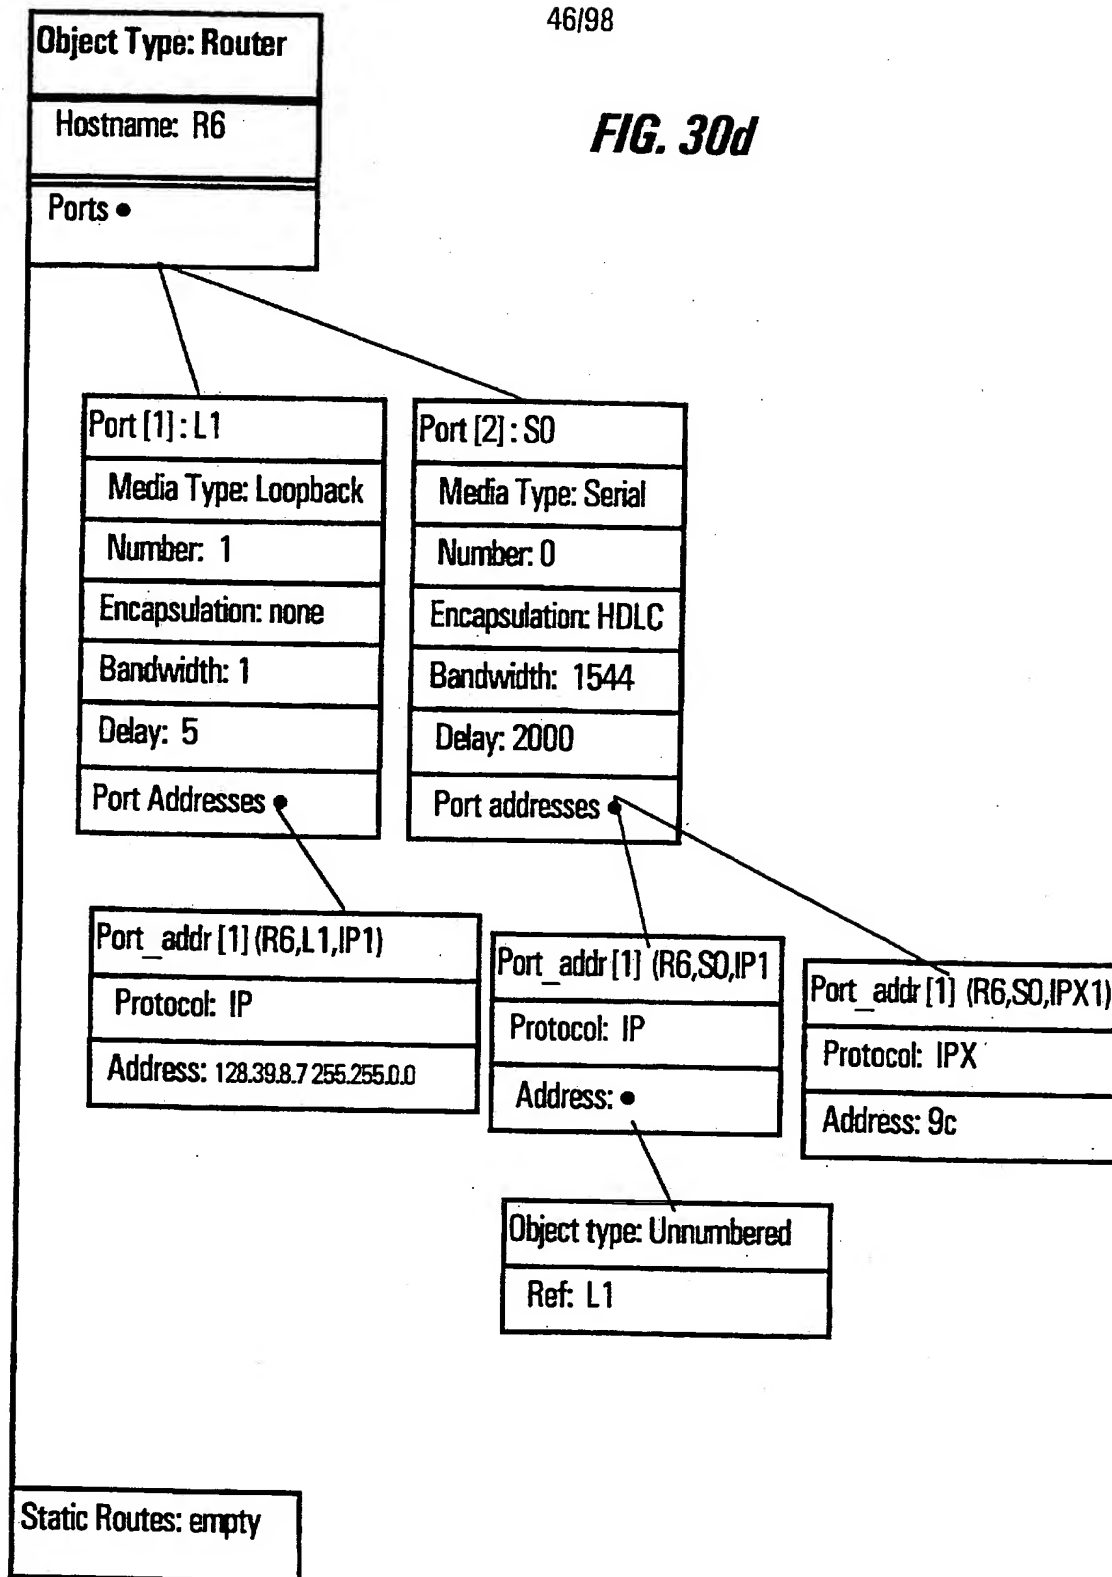 46/98
FIG. 30d
Object Type: Router
Hostname: R6
Ports
Port [1] : L1
Media Type: Loopback
Number: 1
Encapsulation: none
Bandwidth: 1
Delay: 5
Port Addresses
Port [2] : S0
Media Type: Serial
Number: 0
Encapsulation: HDLC
Bandwidth: 1544
Delay: 2000
Port addresses
Port_addr [1] (R6,L1,IP1)
Protocol: IP
Address: 128.39.8.7 255.255.0.0
Port_addr [1] (R6,S0,IP1
Protocol: IP
Address:
Port_addr [1] (R6,S0,IPX1)
Protocol: IPX
Address: 9c
Object type: Unnumbered
Ref: L1
Static Routes: empty